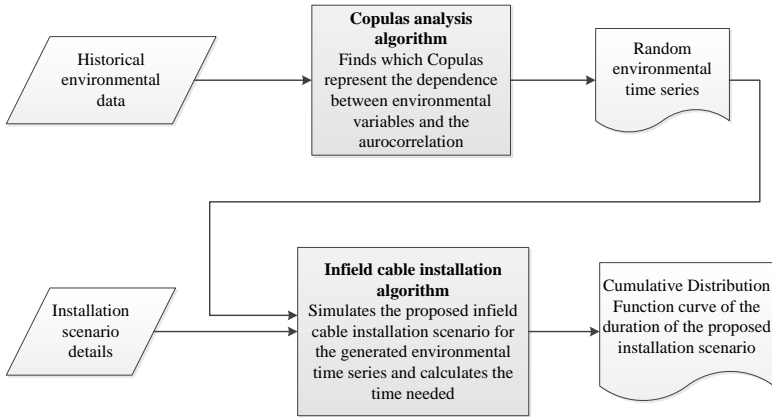 Historical
environmental
data
Copulas analysis
algorithm
Finds which Copulas
represent the dependence
between environmental
variables and the
aurocorrelation
Random
environmental
time series
Installation
scenario
details
Infield cable installation
algorithm
Simulates the proposed infield
cable installation scenario for
the generated environmental
time series and calculates the
time needed
Cumulative Distribution
Function curve of the
duration of the proposed
installation scenario